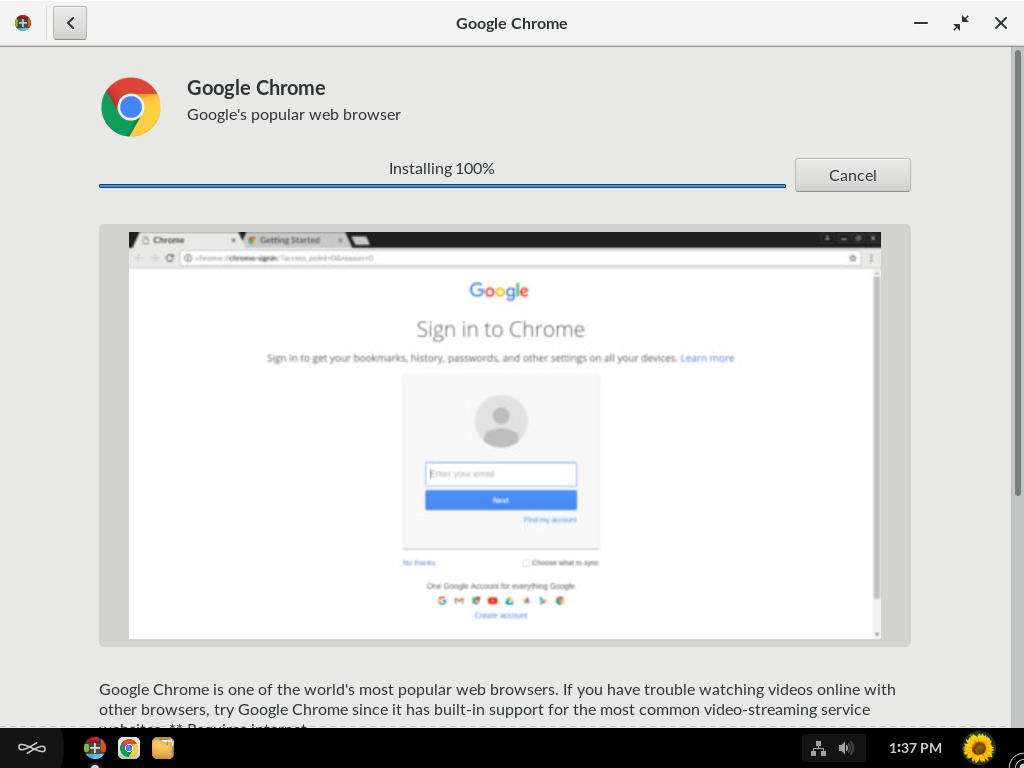 Google Chrome
Google Chrome
Google's popular web browser
Installing 100%
Cancel
Chrome
Getting Started
chrome://chrome-signin/?access_point=0&reason=0
Google
Sign in to Chrome
Sign in to get your bookmarks, history, passwords, and other settings on all your devices. Learn more
Enter your email
Next
Find my account
No thanks
Choose what to sync
One Google Account for everything Google
Create account
Google Chrome is one of the world's most popular web browsers. If you have trouble watching videos online with
other browsers, try Google Chrome since it has built-in support for the most common video-streaming service
websites. ** Requires internet
1:37 PM